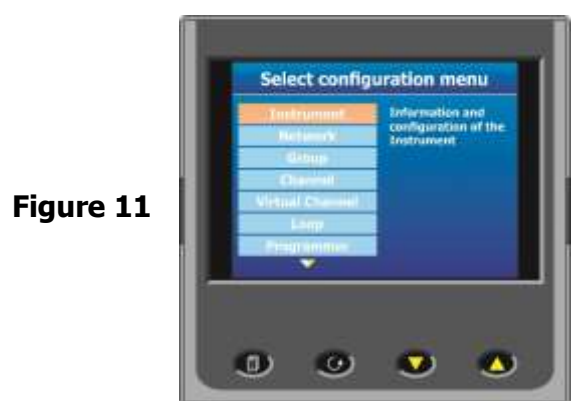 Select configuration menu
Instrument
Network
Group
Channel
Virtual Channel
Loop
Programmer
Information and
configuration of the
Instrument
Figure 11